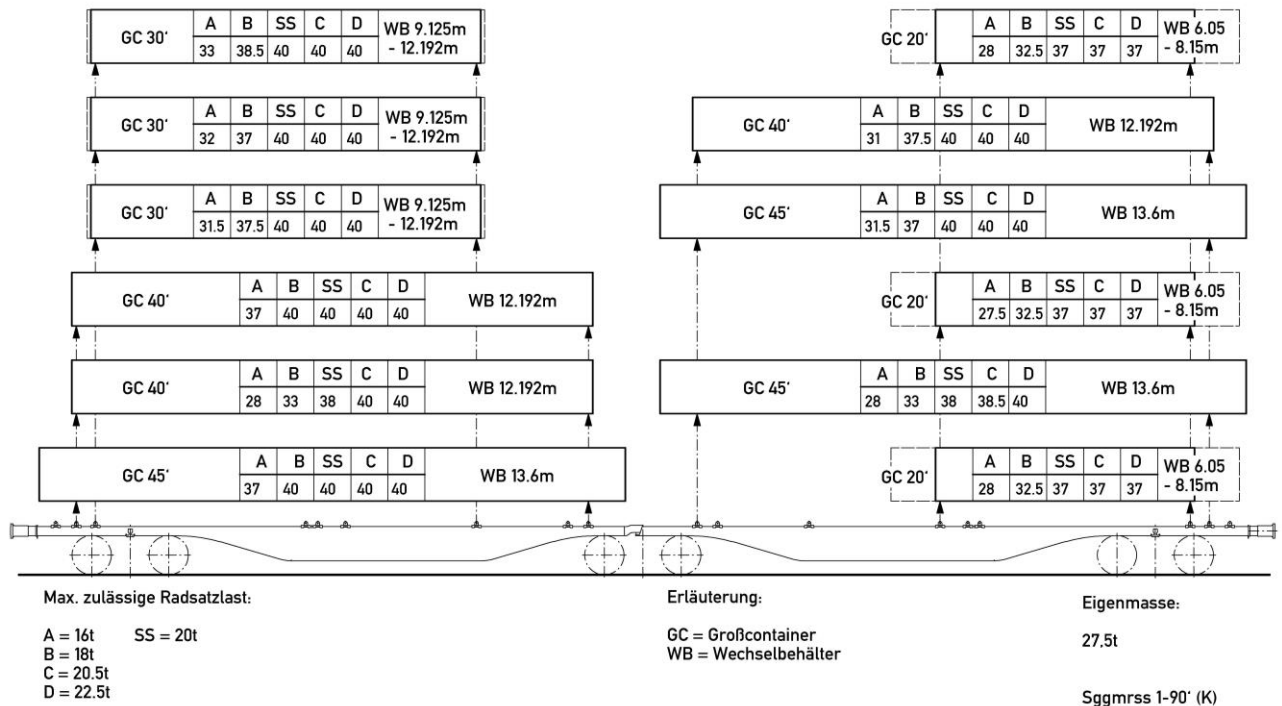 GC 30' A B SS C D WB 9.125m - 12.192m
33 38.5 40 40 40
GC 20' A B SS C D WB 6.05 - 8.15m
28 32.5 37 37 37
GC 30' A B SS C D WB 9.125m - 12.192m
32 37 40 40 40
GC 40' A B SS C D WB 12.192m
31 37.5 40 40 40
GC 30' A B SS C D WB 9.125m - 12.192m
31.5 37.5 40 40 40
GC 45' A B SS C D WB 13.6m
31.5 37 40 40 40
GC 40' A B SS C D WB 12.192m
37 40 40 40 40
GC 20' A B SS C D WB 6.05 - 8.15m
27.5 32.5 37 37 37
GC 40' A B SS C D WB 12.192m
28 33 38 40 40
GC 45' A B SS C D WB 13.6m
28 33 38 38.5 40
GC 45' A B SS C D WB 13.6m
37 40 40 40 40
GC 20' A B SS C D WB 6.05 - 8.15m
28 32.5 37 37 37
Max. zulässige Radsatzlast:
A = 16t SS = 20t
B = 18t
C = 20.5t
D = 22.5t
Erläuterung:
GC = Großcontainer
WB = Wechselbehälter
Eigenmasse:
27,5t
Sggmrss 1-90' (K)